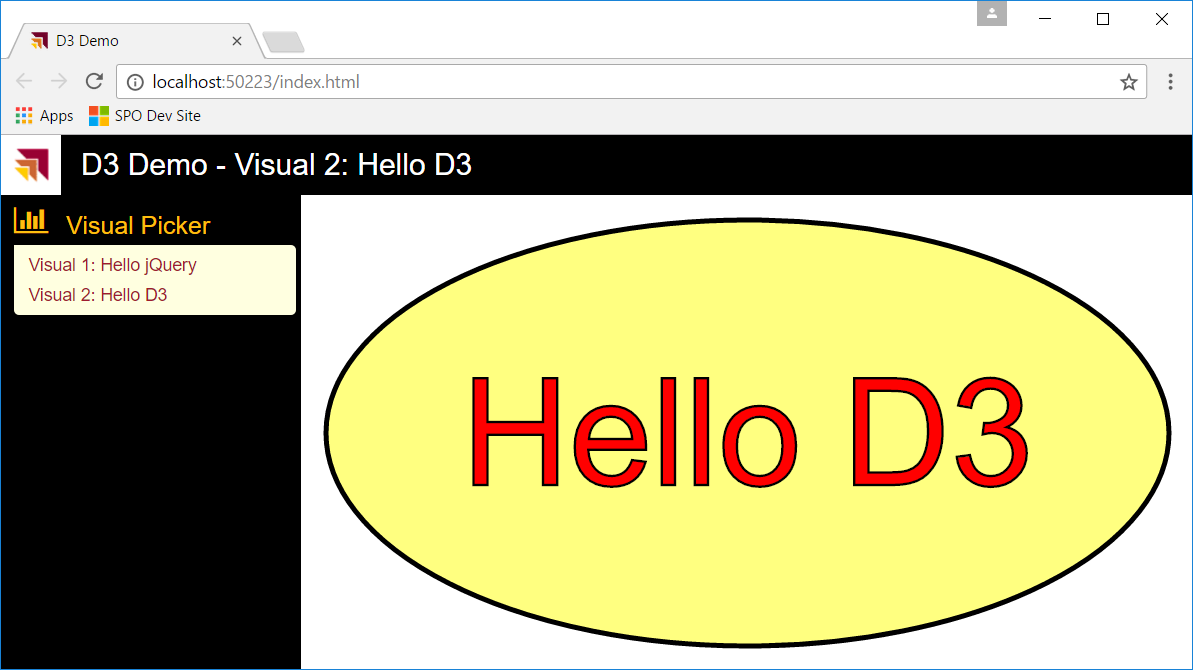 D3 Demo
localhost:50223/index.html
Apps SPO Dev Site
D3 Demo - Visual 2: Hello D3
Visual Picker
Visual 1: Hello jQuery
Visual 2: Hello D3
Hello D3